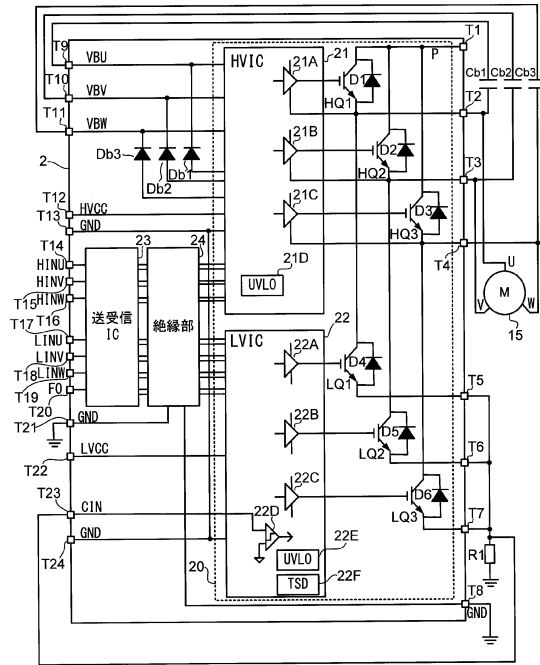 T9
VBU
T10
VBV
T11
VBW
2
Db3
Db2
Db1
T12
HVCC
T13
GND
T14
HINU
HINV
T15
HINW
T16
T17
LINU
LINV
T18
LINW
T19
FO
T20
T21
GND
T22
LVCC
T23
CIN
T24
GND
23
送受信
IC
24
絶縁部
20
HVIC
21
21A
21B
21C
21D
UVLO
LVIC
22
22A
22B
22C
22D
22E
UVLO
22F
TSD
D1
HQ1
D2
HQ2
D3
HQ3
D4
LQ1
D5
LQ2
D6
LQ3
P
T1
Cb1
Cb2
Cb3
T2
T3
T4
U
V
W
M
15
T5
T6
T7
R1
T8
GND